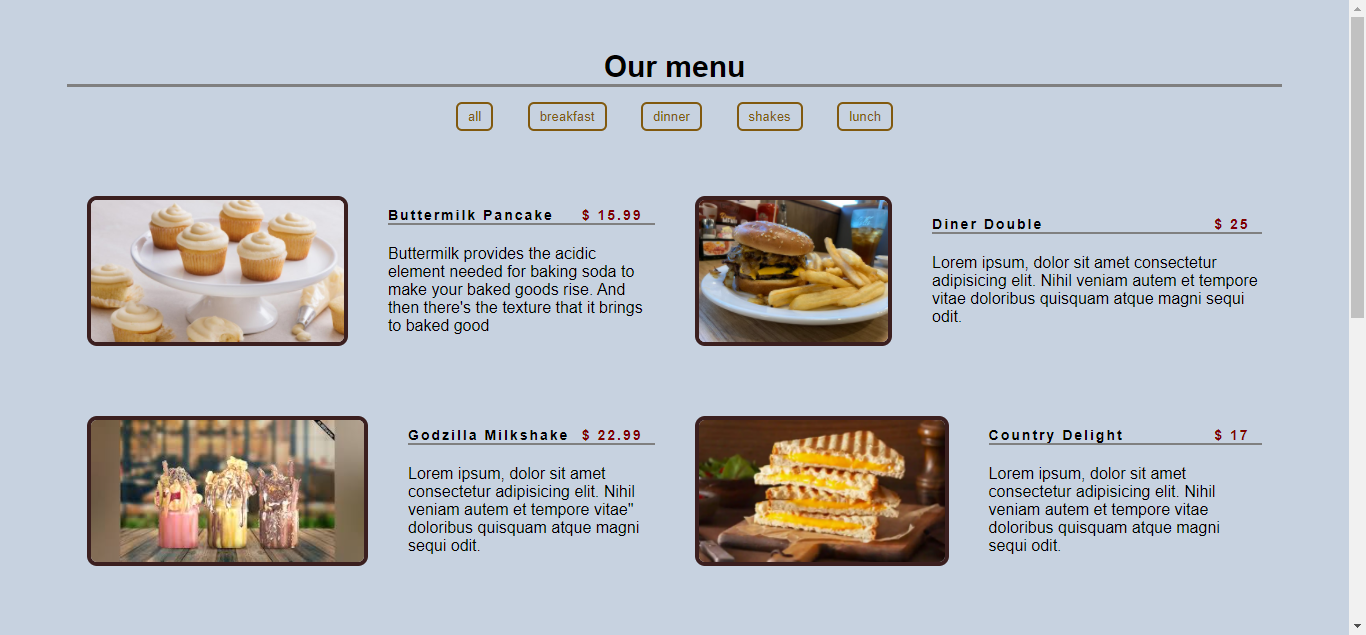 Our menu
all
breakfast
dinner
shakes
lunch
Buttermilk Pancake $ 15.99
Buttermilk provides the acidic
element needed for baking soda to
make your baked goods rise. And
then there's the texture that it brings
to baked good
Diner Double $ 25
Lorem ipsum, dolor sit amet consectetur
adipisicing elit. Nihil veniam autem et tempore
vitae doloribus quisquam atque magni sequi
odit.
Godzilla Milkshake $ 22.99
Lorem ipsum, dolor sit amet
consectetur adipisicing elit. Nihil
veniam autem et tempore vitae"
doloribus quisquam atque magni
sequi odit.
Country Delight $ 17
Lorem ipsum, dolor sit amet
consectetur adipisicing elit. Nihil
veniam autem et tempore vitae
doloribus quisquam atque magni
sequi odit.